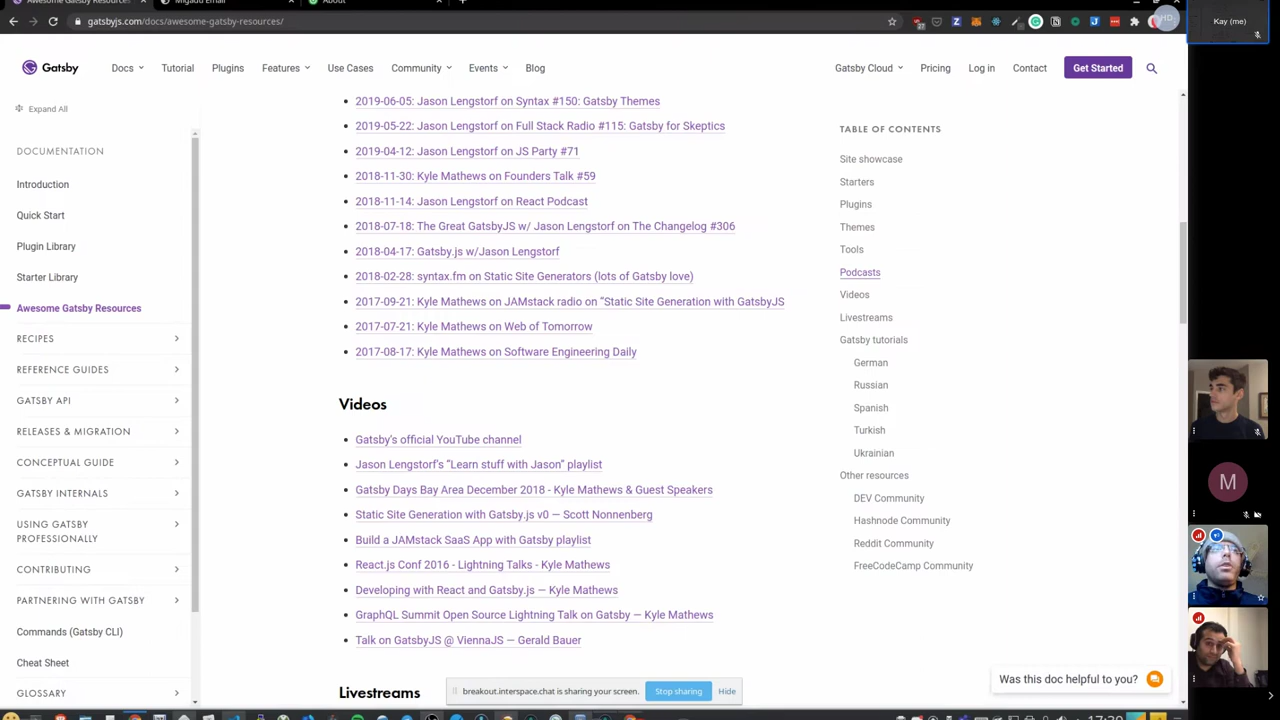 Awesome Gatsby Resources
Migadu Email
About
gatsbyjs.com/docs/awesome-gatsby-resources/
HD
Kay (me)
Gatsby
Docs
Tutorial
Plugins
Features
Use Cases
Community
Events
Blog
Gatsby Cloud
Pricing
Log in
Contact
Get Started
Expand All
DOCUMENTATION
Introduction
Quick Start
Plugin Library
Starter Library
Awesome Gatsby Resources
RECIPES
REFERENCE GUIDES
GATSBY API
RELEASES & MIGRATION
CONCEPTUAL GUIDE
GATSBY INTERNALS
USING GATSBY
PROFESSIONALLY
CONTRIBUTING
PARTNERING WITH GATSBY
Commands (Gatsby CLI)
Cheat Sheet
GLOSSARY
2019-06-05: Jason Lengstorf on Syntax #150: Gatsby Themes
2019-05-22: Jason Lengstorf on Full Stack Radio #115: Gatsby for Skeptics
2019-04-12: Jason Lengstorf on JS Party #71
2018-11-30: Kyle Mathews on Founders Talk #59
2018-11-14: Jason Lengstorf on React Podcast
2018-07-18: The Great GatsbyJS w/ Jason Lengstorf on The Changelog #306
2018-04-17: Gatsby.js w/Jason Lengstorf
2018-02-28: syntax.fm on Static Site Generators (lots of Gatsby love)
2017-09-21: Kyle Mathews on JAMstack radio on “Static Site Generation with GatsbyJS
2017-07-21: Kyle Mathews on Web of Tomorrow
2017-08-17: Kyle Mathews on Software Engineering Daily
Videos
Gatsby’s official YouTube channel
Jason Lengstorf’s “Learn stuff with Jason” playlist
Gatsby Days Bay Area December 2018 - Kyle Mathews & Guest Speakers
Static Site Generation with Gatsby.js v0 — Scott Nonnenberg
Build a JAMstack SaaS App with Gatsby playlist
React.js Conf 2016 - Lightning Talks - Kyle Mathews
Developing with React and Gatsby.js — Kyle Mathews
GraphQL Summit Open Source Lightning Talk on Gatsby — Kyle Mathews
Talk on GatsbyJS @ ViennaJS — Gerald Bauer
Livestreams
TABLE OF CONTENTS
Site showcase
Starters
Plugins
Themes
Tools
Podcasts
Videos
Livestreams
Gatsby tutorials
German
Russian
Spanish
Turkish
Ukrainian
Other resources
DEV Community
Hashnode Community
Reddit Community
FreeCodeCamp Community
M
breakout.interspace.chat is sharing your screen.
Stop sharing
Hide
Was this doc helpful to you?